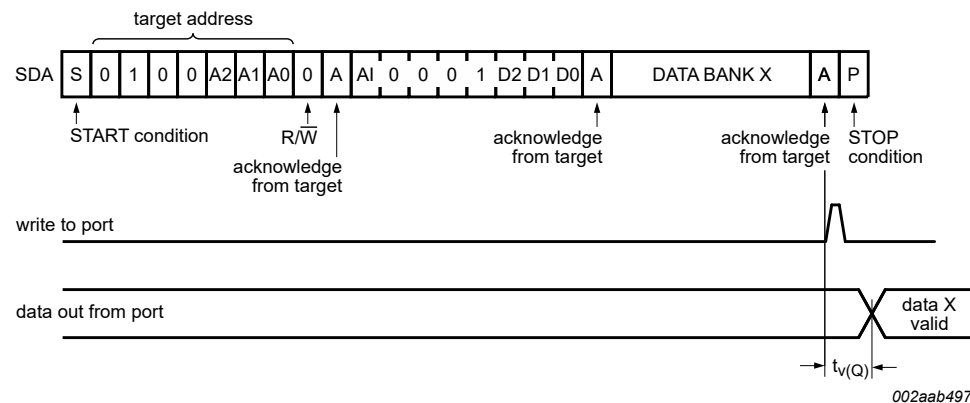 target address
SDA S 0 1 0 0 A2 A1 A0 0 A AI 0 0 0 1 D2 D1 D0 A DATA BANK X A P
START condition
R/W̅
acknowledge
from target
acknowledge
from target
acknowledge
from target
STOP
condition
write to port
data out from port
data X
valid
tv(Q)
002aab497